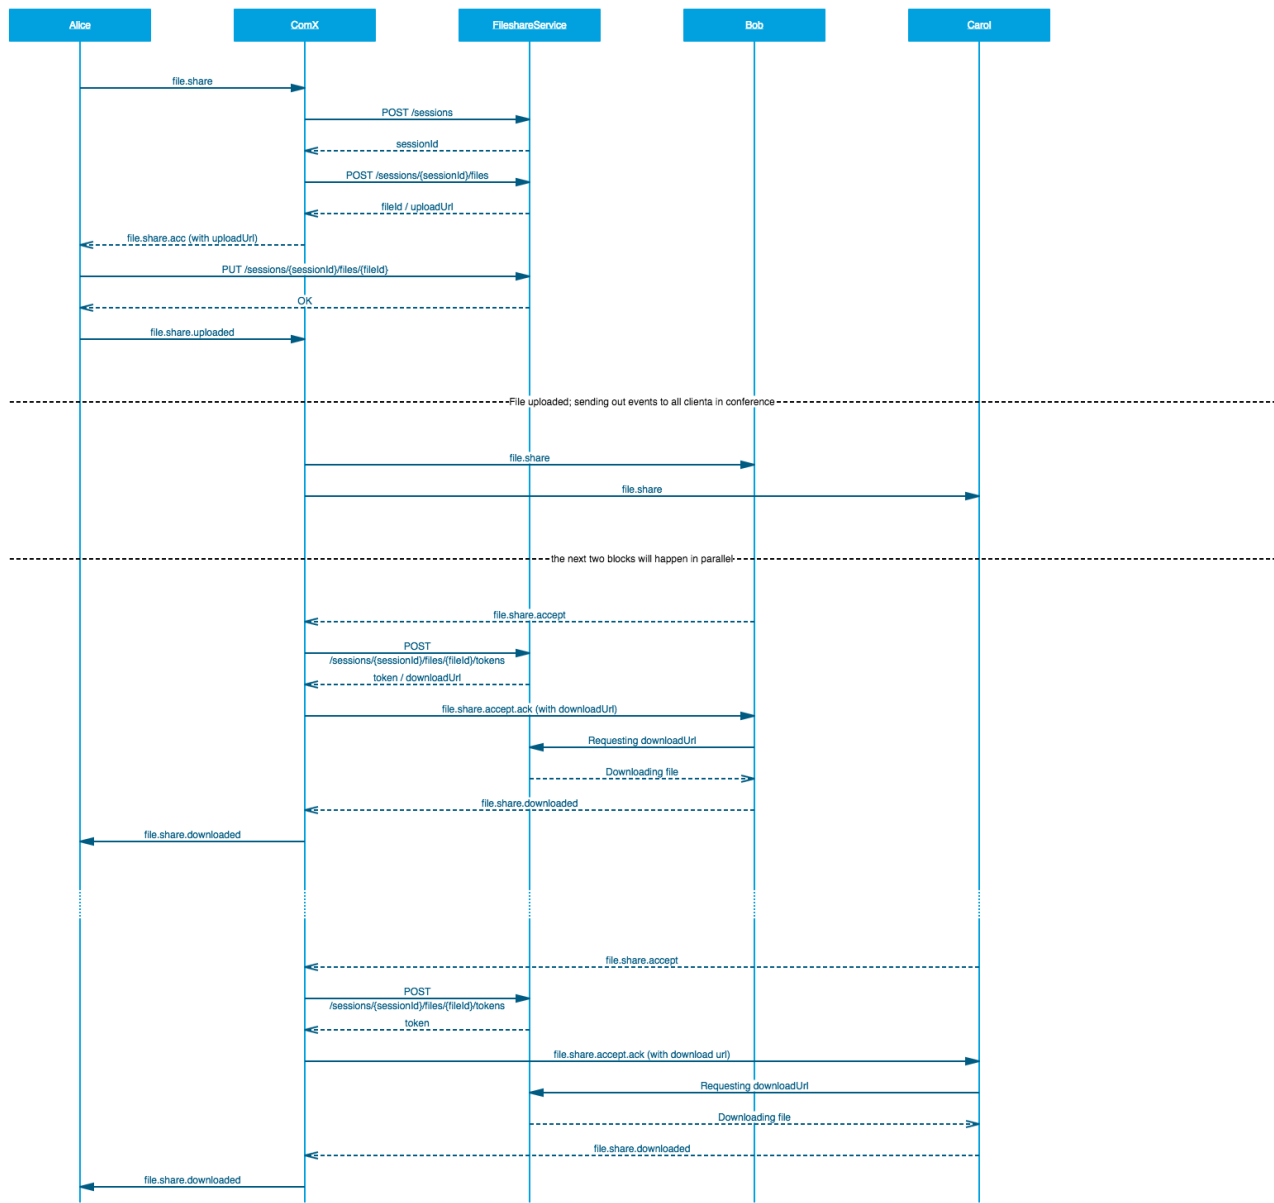 Alice
ComX
FileshareService
Bob
Carol
file.share
POST /sessions
sessionId
POST /sessions/{sessionId}/files
fileId / uploadUrl
file.share.acc (with uploadUrl)
PUT /sessions/{sessionId}/files/{fileId}
OK
file.share.uploaded
File uploaded; sending out events to all clienta in conference
file.share
file.share
the next two blocks will happen in parallel
file.share.accept
POST
/sessions/{sessionId}/files/{fileId}/tokens
token / downloadUrl
file.share.accept.ack (with downloadUrl)
Requesting downloadUrl
Downloading file
file.share.downloaded
file.share.downloaded
file.share.accept
POST
/sessions/{sessionId}/files/{fileId}/tokens
token
file.share.accept.ack (with download url)
Requesting downloadUrl
Downloading file
file.share.downloaded
file.share.downloaded